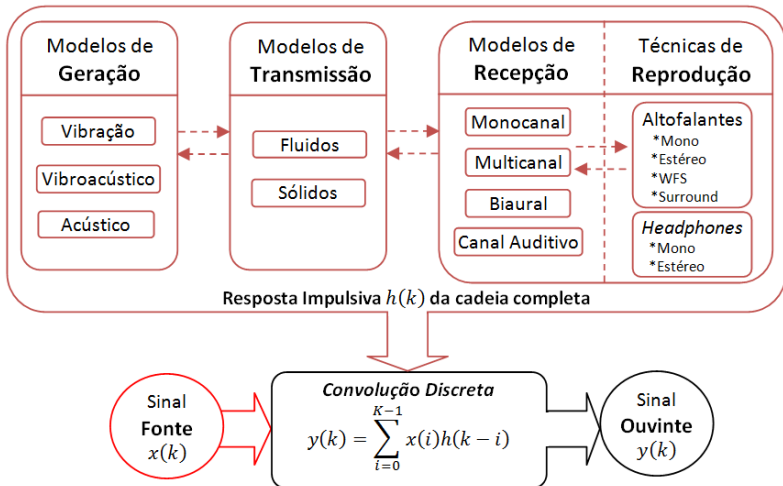 Modelos de
Geração
Vibração
Vibroacústico
Acústico
Modelos de
Transmissão
Fluidos
Sólidos
Modelos de
Recepção
Monocanal
Multicanal
Biaural
Canal Auditivo
Técnicas de
Reprodução
Altofalantes
*Mono
*Estéreo
*WFS
*Surround
Headphones
*Mono
*Estéreo
Resposta Impulsiva h(k) da cadeia completa
Sinal
Fonte
x(k)
Convolução Discreta
y(k) = ∑_{i=0}^{K-1} x(i)h(k − i)
Sinal
Ouvinte
y(k)